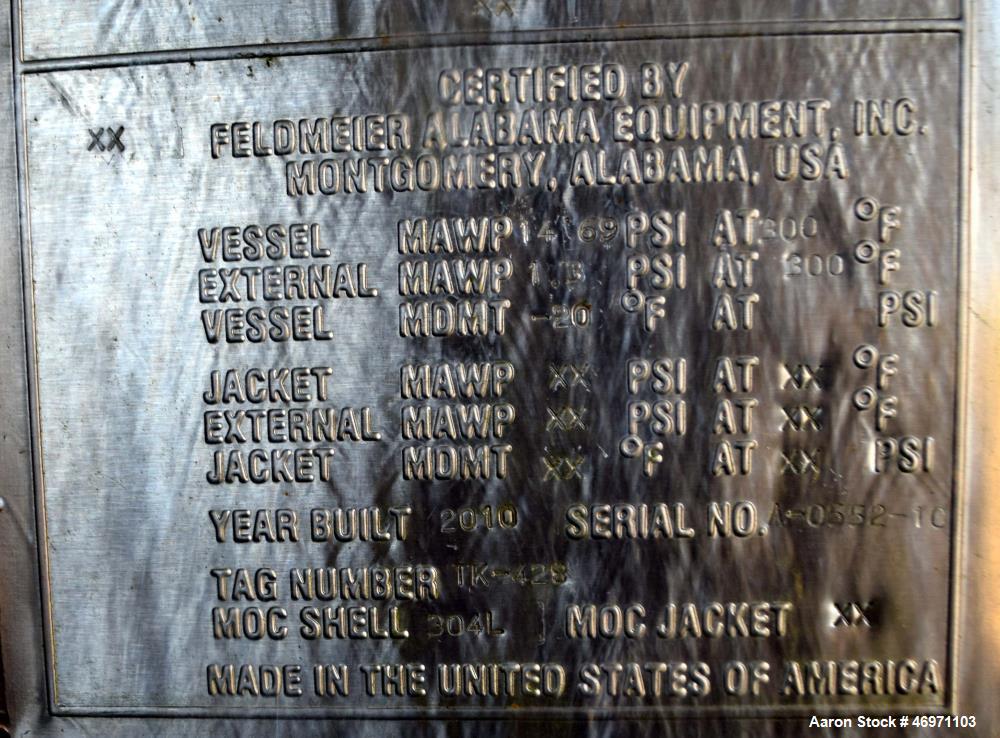 XX
CERTIFIED BY
XX FELDMEIER ALABAMA EQUIPMENT, INC.
MONTGOMERY, ALABAMA, USA
VESSEL MAWP 14.69 PSI AT 300 °F
EXTERNAL MAWP PSI AT 300 °F
VESSEL MDMT -20 °F AT PSI
JACKET MAWP XX PSI AT XX °F
EXTERNAL MAWP XX PSI AT XX °F
JACKET MDMT XX °F AT XX PSI
YEAR BUILT 2010 SERIAL NO.
TAG NUMBER
MOC SHELL 304L MOC JACKET XX
MADE IN THE UNITED STATES OF AMERICA
Aaron Stock # 46971103